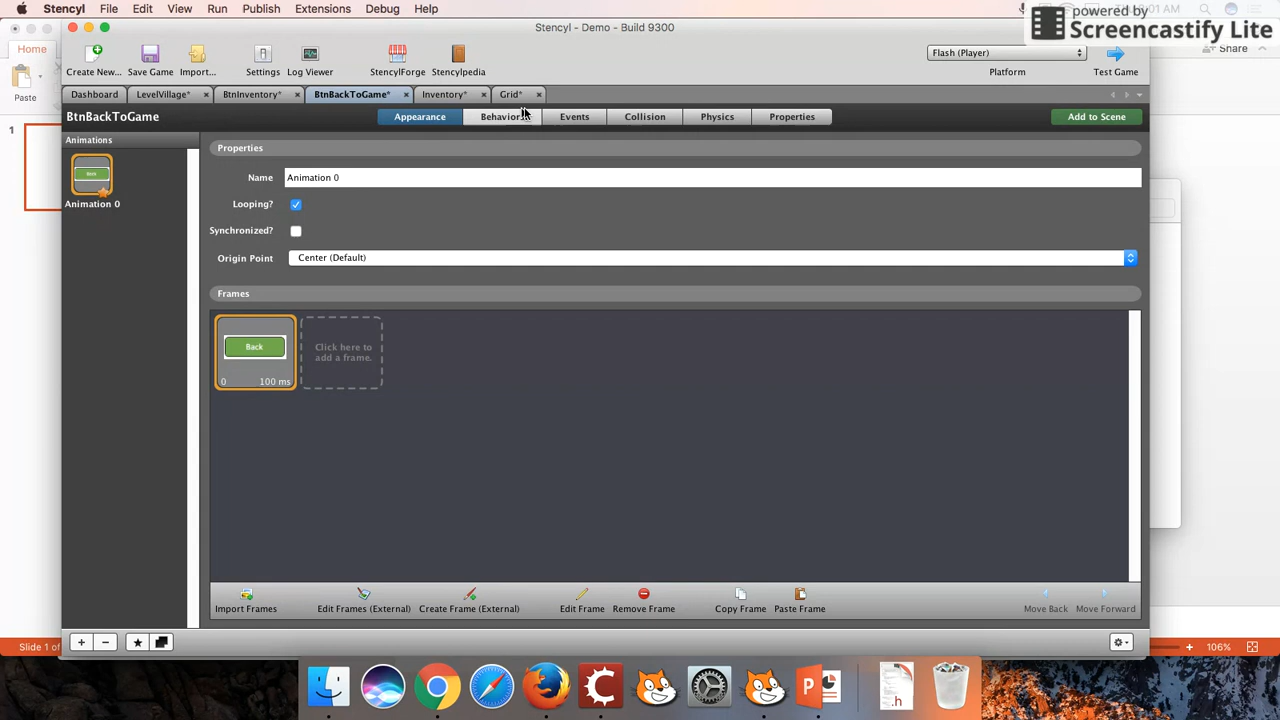 Stencyl File Edit View Run Publish Extensions Debug Help
powered by
Screencastify Lite
Stencyl - Demo - Build 9300
Home
Share
Paste
Create New... Save Game Import... Settings Log Viewer StencylForge Stencylpedia
Flash (Player)
Platform
Test Game
Dashboard LevelVillage* BtnInventory* BtnBackToGame* Inventory* Grid*
BtnBackToGame
Appearance Behaviors Events Collision Physics Properties
Add to Scene
Animations
Animation 0
Properties
Name Animation 0
Looping?
Synchronized?
Origin Point Center (Default)
Frames
Back
0 100 ms
Click here to
add a frame.
1
Import Frames Edit Frames (External) Create Frame (External) Edit Frame Remove Frame Copy Frame Paste Frame Move Back Move Forward
Slide 1 of
106%
.h